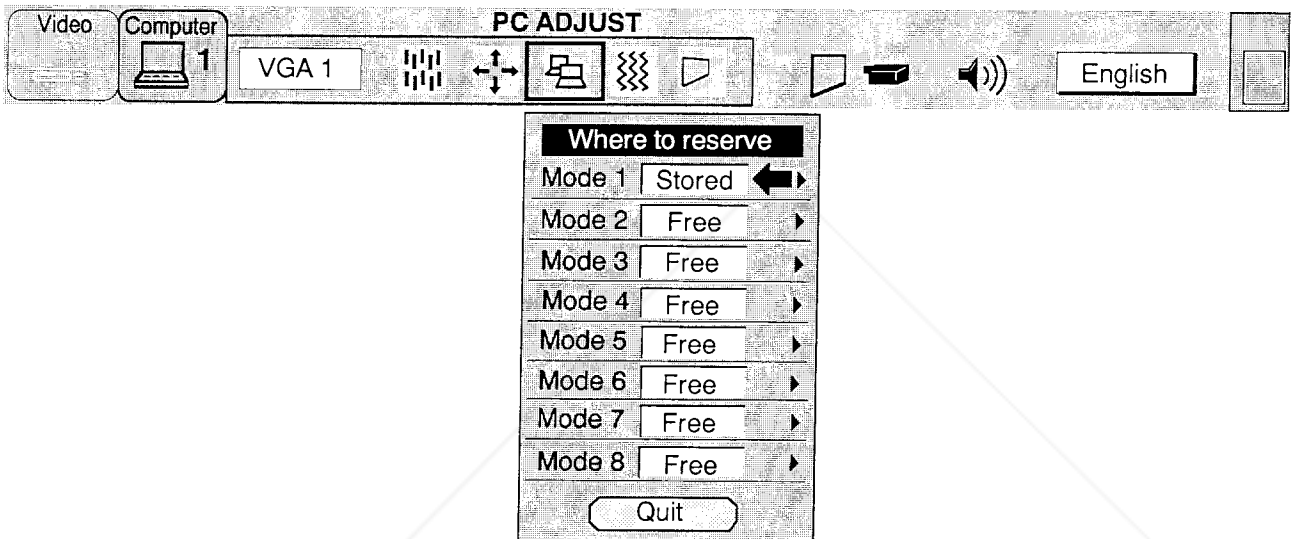 PC ADJUST
Video
Computer
1
VGA 1
English
Where to reserve
Mode 1 Stored
Mode 2 Free
Mode 3 Free
Mode 4 Free
Mode 5 Free
Mode 6 Free
Mode 7 Free
Mode 8 Free
Quit